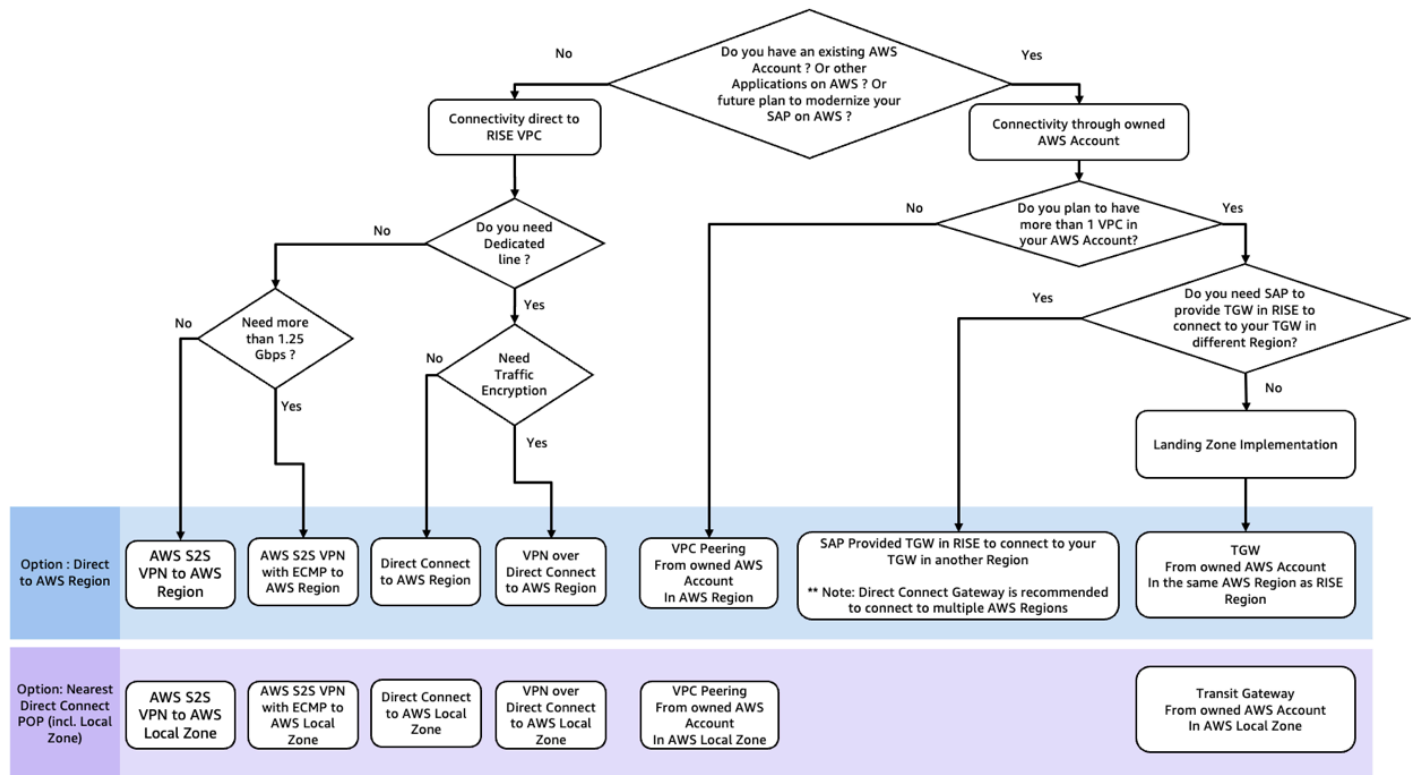 Do you have an existing AWS
Account ? Or other
Applications on AWS ? Or
future plan to modernize your
SAP on AWS ?
No
Yes
Connectivity direct to
RISE VPC
Connectivity through owned
AWS Account
Do you need
Dedicated
line ?
No
Yes
Do you plan to have
more than 1 VPC in
your AWS Account?
No
Yes
Need more
than 1.25
Gbps ?
No
Yes
Need
Traffic
Encryption
No
Yes
Do you need SAP to
provide TGW in RISE to
connect to your TGW in
different Region?
Yes
No
Landing Zone Implementation
Option : Direct
to AWS Region
AWS S2S
VPN to AWS
Region
AWS S2S VPN
with ECMP to
AWS Region
Direct Connect
to AWS Region
VPN over
Direct Connect
to AWS Region
VPC Peering
From owned AWS
Account
In AWS Region
SAP Provided TGW in RISE to connect to your
TGW in another Region
** Note: Direct Connect Gateway is recommended
to connect to multiple AWS Regions
TGW
From owned AWS Account
In the same AWS Region as RISE
Region
Option: Nearest
Direct Connect
POP (incl. Local
Zone)
AWS S2S
VPN to AWS
Local Zone
AWS S2S VPN
with ECMP to
AWS Local
Zone
Direct Connect
to AWS Local
Zone
VPN over
Direct Connect
to AWS Local
Zone
VPC Peering
From owned AWS
Account
In AWS Local Zone
Transit Gateway
From owned AWS Account
In AWS Local Zone